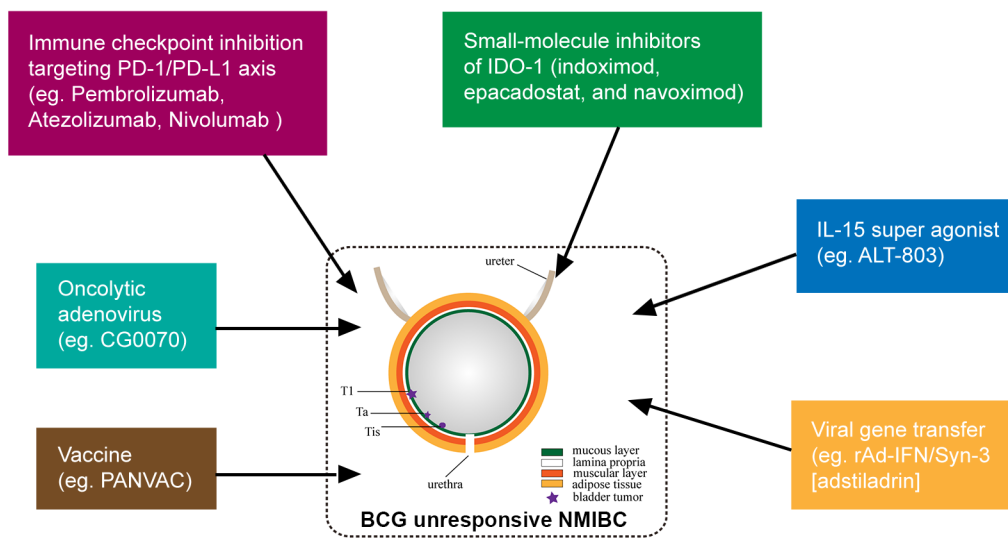 Immune checkpoint inhibition
targeting PD-1/PD-L1 axis
(eg. Pembrolizumab,
Atezolizumab, Nivolumab )
Small-molecule inhibitors
of IDO-1 (indoximod,
epacadostat, and navoximod)
IL-15 super agonist
(eg. ALT-803)
Oncolytic
adenovirus
(eg. CG0070)
Vaccine
(eg. PANVAC)
Viral gene transfer
(eg. rAd-IFN/Syn-3
[adstiladrin]
ureter
T1
Ta
Tis
urethra
mucous layer
lamina propria
muscular layer
adipose tissue
bladder tumor
BCG unresponsive NMIBC